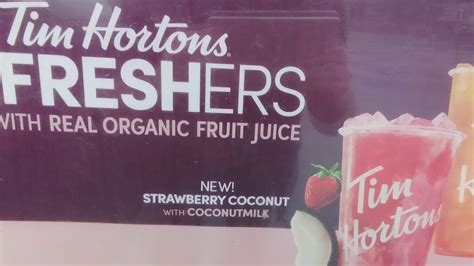 Tim Hortons
FRESHERS
WITH REAL ORGANIC FRUIT JUICE
NEW!
STRAWBERRY COCONUT
WITH COCONUTMILK
Tim
Hortons